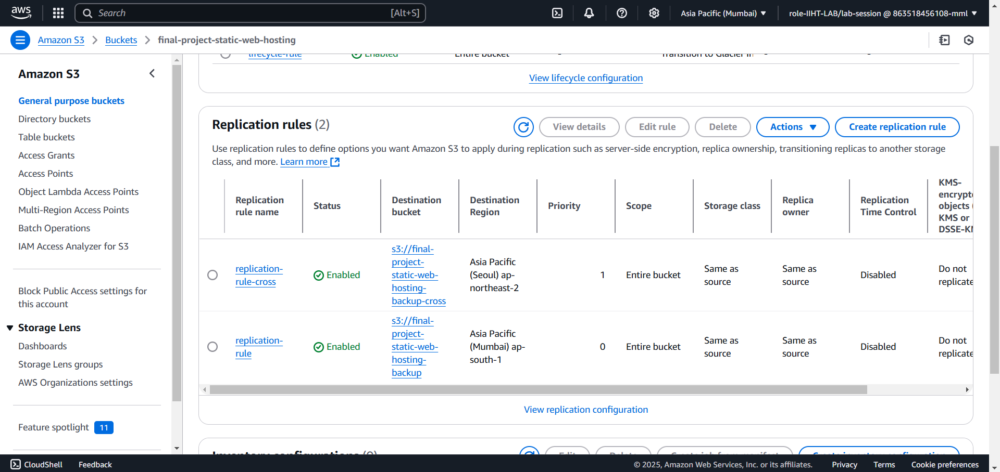 aws
Search
[Alt+S]
Asia Pacific (Mumbai)
role-IIHT-LAB/lab-session @ 863518456108-mml
Amazon S3
Buckets
final-project-static-web-hosting
Amazon S3
General purpose buckets
Directory buckets
Table buckets
Access Grants
Access Points
Object Lambda Access Points
Multi-Region Access Points
Batch Operations
IAM Access Analyzer for S3
Block Public Access settings for
this account
Storage Lens
Dashboards
Storage Lens groups
AWS Organizations settings
Feature spotlight 11
lifecycle-rule Enabled Entire bucket - Transition to Glacier - -
View lifecycle configuration
Replication rules (2)
View details
Edit rule
Delete
Actions
Create replication rule
Use replication rules to define options you want Amazon S3 to apply during replication such as server-side encryption, replica ownership, transitioning replicas to another storage
class, and more. Learn more
Replication
rule name
Status
Destination
bucket
Destination
Region
Priority
Scope
Storage class
Replica
owner
Replication
Time Control
KMS-
encrypt
objects (
KMS or
DSSE-KM
replication-
rule-cross
Enabled
s3://final-
project-
static-web-
hosting-
backup-cross
Asia Pacific
(Seoul) ap-
northeast-2
1
Entire bucket
Same as
source
Same as
source
Disabled
Do not
replicate
replication-
rule
Enabled
s3://final-
project-
static-web-
hosting-
backup
Asia Pacific
(Mumbai) ap-
south-1
0
Entire bucket
Same as
source
Same as
source
Disabled
Do not
replicate
View replication configuration
Inventory configurations (0)
Edit
Delete
Create job from manifest
Create inventory configuration
CloudShell
Feedback
© 2025, Amazon Web Services, Inc. or its affiliates.
Privacy
Terms
Cookie preferences